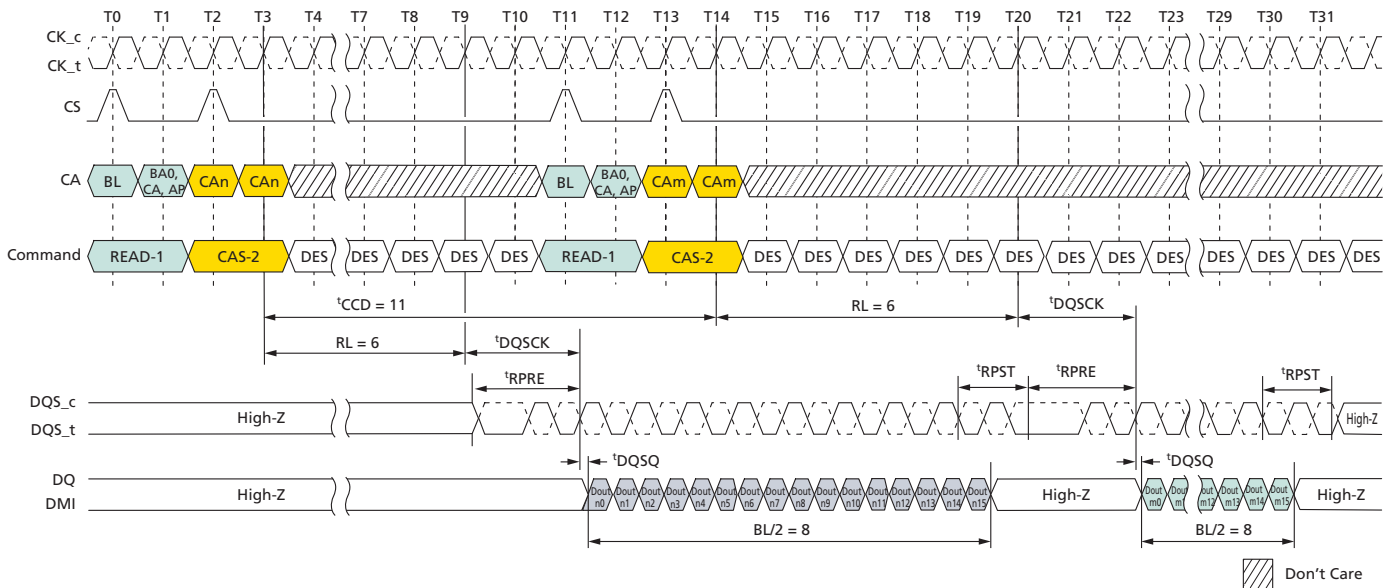 T0 T1 T2 T3 T4 T7 T8 T9 T10 T11 T12 T13 T14 T15 T16 T17 T18 T19 T20 T21 T22 T23 T29 T30 T31
CK_c
CK_t
CS
CA BL BA0, CA, AP CAn CAn BL BA0, CA, AP CAm CAm
Command READ-1 CAS-2 DES DES DES DES DES READ-1 CAS-2 DES DES DES DES DES DES DES DES DES DES DES DES DES
tCCD = 11 RL = 6 tDQSCK
RL = 6 tDQSCK
tRPRE tRPST tRPRE tRPST
DQS_c
DQS_t
High-Z High-Z
tDQSQ tDQSQ
DQ
DMI
High-Z Dout n0 Dout n1 Dout n2 Dout n3 Dout n4 Dout n5 Dout n6 Dout n7 Dout n8 Dout n9 Dout n10 Dout n11 Dout n12 Dout n13 Dout n14 Dout n15 High-Z Dout m0 Dout m12 Dout m13 Dout m14 Dout m15 High-Z
BL/2 = 8 BL/2 = 8
Don't Care